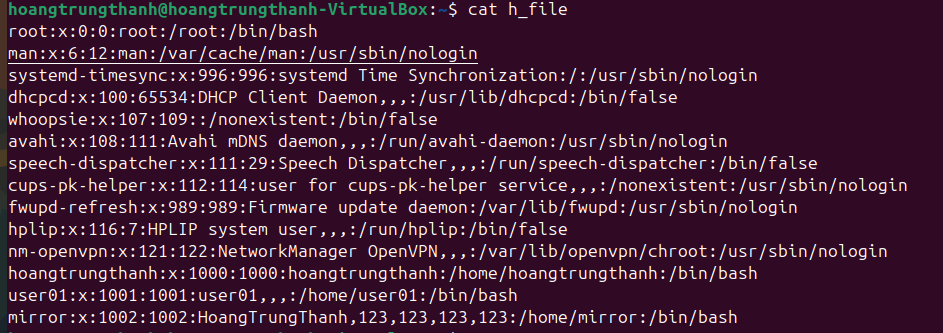 hoangtrungthanh@hoangtrungthanh-VirtualBox:~$ cat h_file
root:x:0:0:root:/root:/bin/bash
man:x:6:12:man:/var/cache/man:/usr/sbin/nologin
systemd-timesync:x:996:996:systemd Time Synchronization:/:/usr/sbin/nologin
dhcpcd:x:100:65534:DHCP Client Daemon,,,:/usr/lib/dhcpcd:/bin/false
whoopsie:x:107:109::/nonexistent:/bin/false
avahi:x:108:111:Avahi mDNS daemon,,,:/run/avahi-daemon:/usr/sbin/nologin
speech-dispatcher:x:111:29:Speech Dispatcher,,,:/run/speech-dispatcher:/bin/false
cups-pk-helper:x:112:114:user for cups-pk-helper service,,,:/nonexistent:/usr/sbin/nologin
fwupd-refresh:x:989:989:Firmware update daemon:/var/lib/fwupd:/usr/sbin/nologin
hplip:x:116:7:HPLIP system user,,,:/run/hplip:/bin/false
nm-openvpn:x:121:122:NetworkManager OpenVPN,,,:/var/lib/openvpn/chroot:/usr/sbin/nologin
hoangtrungthanh:x:1000:1000:hoangtrungthanh:/home/hoangtrungthanh:/bin/bash
user01:x:1001:1001:user01,,,:/home/user01:/bin/bash
mirror:x:1002:1002:HoangTrungThanh,123,123,123,123:/home/mirror:/bin/bash